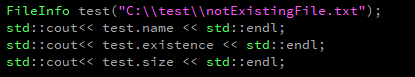 FileInfo test("C:\\test\\notExistingFile.txt");
std::cout<< test.name << std::endl;
std::cout<< test.existence << std::endl;
std::cout<< test.size << std::endl;